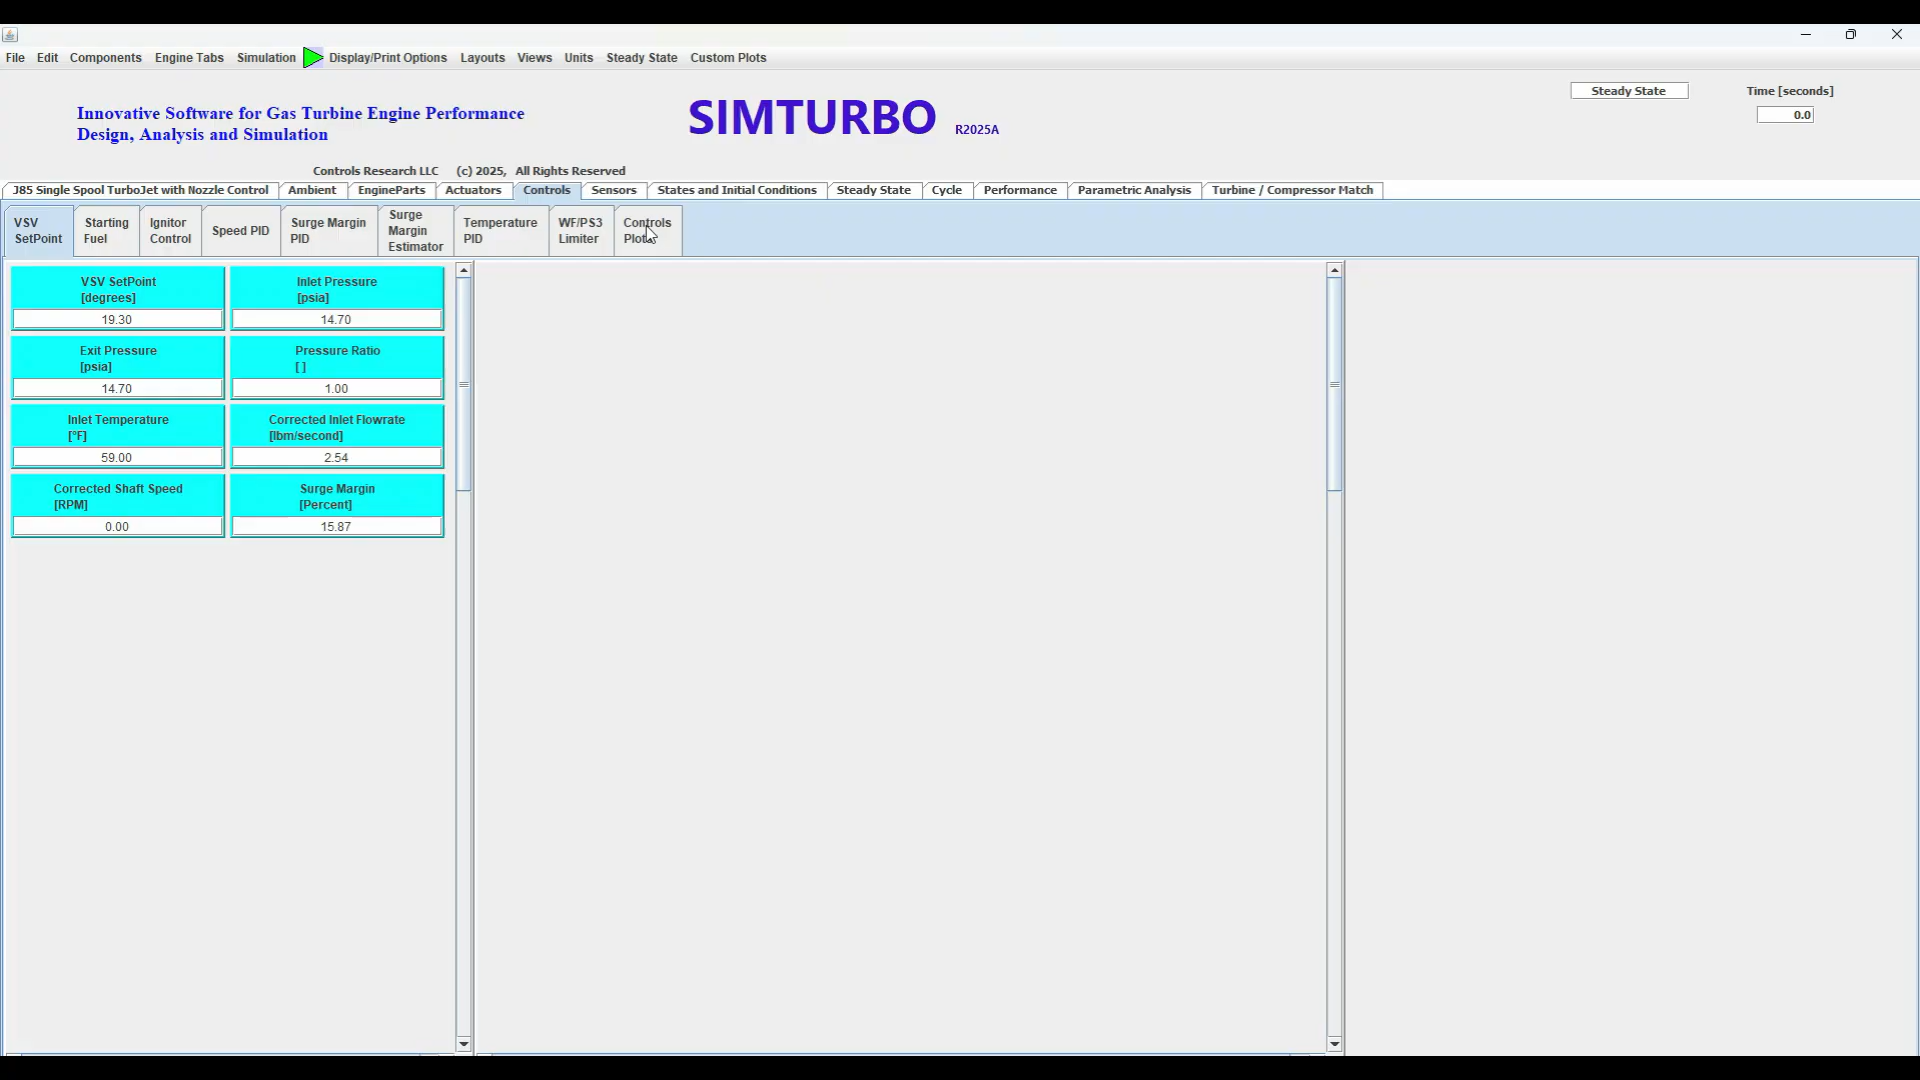 File Edit Components Engine Tabs Simulation Display/Print Options Layouts Views Units Steady State Custom Plots
Innovative Software for Gas Turbine Engine Performance
Design, Analysis and Simulation
SIMTURBO R2025A
Steady State
Time [seconds]
0.0
Controls Research LLC (c) 2025, All Rights Reserved
J85 Single Spool TurboJet with Nozzle Control Ambient EngineParts Actuators Controls Sensors States and Initial Conditions Steady State Cycle Performance Parametric Analysis Turbine / Compressor Match
VSV
SetPoint
Starting
Fuel
Ignitor
Control
Speed PID
Surge Margin
PID
Surge
Margin
Estimator
Temperature
PID
WF/PS3
Limiter
Controls
Plots
VSV SetPoint
[degrees]
19.30
Inlet Pressure
[psia]
14.70
Exit Pressure
[psia]
14.70
Pressure Ratio
[ ]
1.00
Inlet Temperature
[°F]
59.00
Corrected Inlet Flowrate
[lbm/second]
2.54
Corrected Shaft Speed
[RPM]
0.00
Surge Margin
[Percent]
15.87